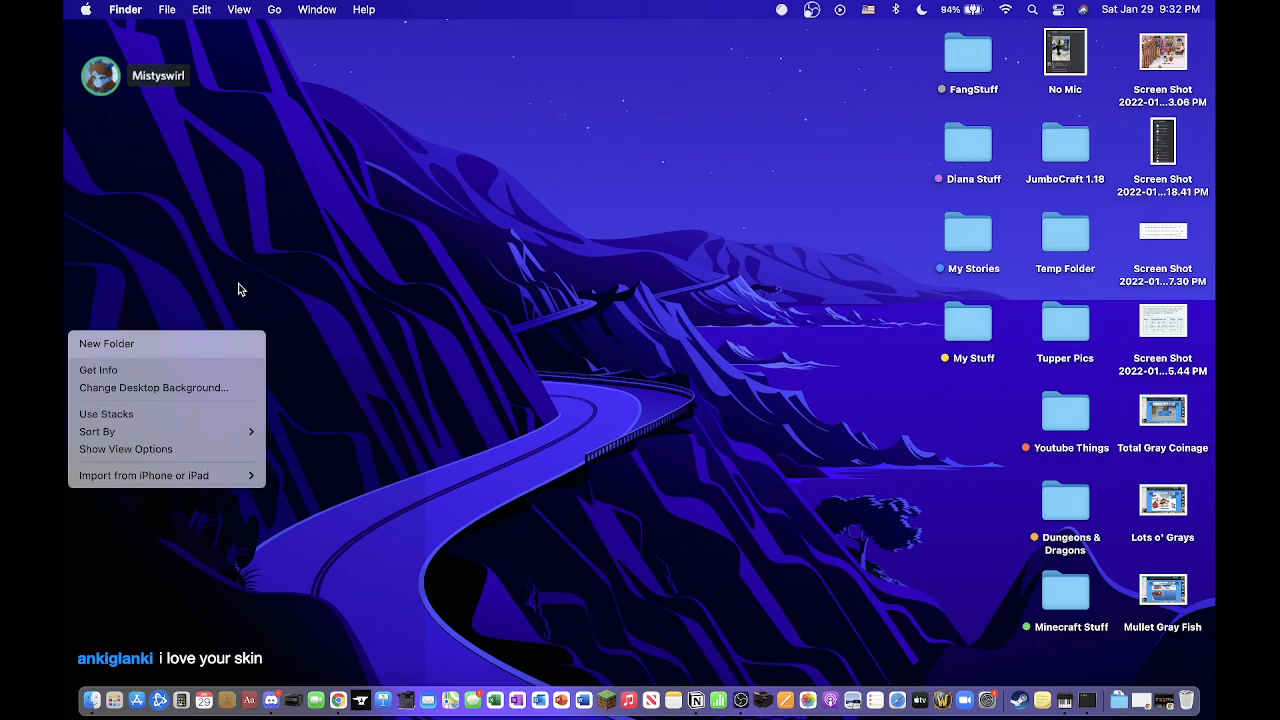 Finder File Edit View Go Window Help
94%
Sat Jan 29 9:32 PM
Mistyswirl
FangStuff
No Mic
Screen Shot
2022-01...3.06 PM
Diana Stuff
JumboCraft 1.18
Screen Shot
2022-01...18.41 PM
My Stories
Temp Folder
Screen Shot
2022-01...7.30 PM
My Stuff
Tupper Pics
Screen Shot
2022-01...5.44 PM
Youtube Things
Total Gray Coinage
Dungeons &
Dragons
Lots o' Grays
Minecraft Stuff
Mullet Gray Fish
New Folder
Get Info
Change Desktop Background...
Use Stacks
Sort By
Show View Options
Import from iPhone or iPad
ankiglanki i love your skin